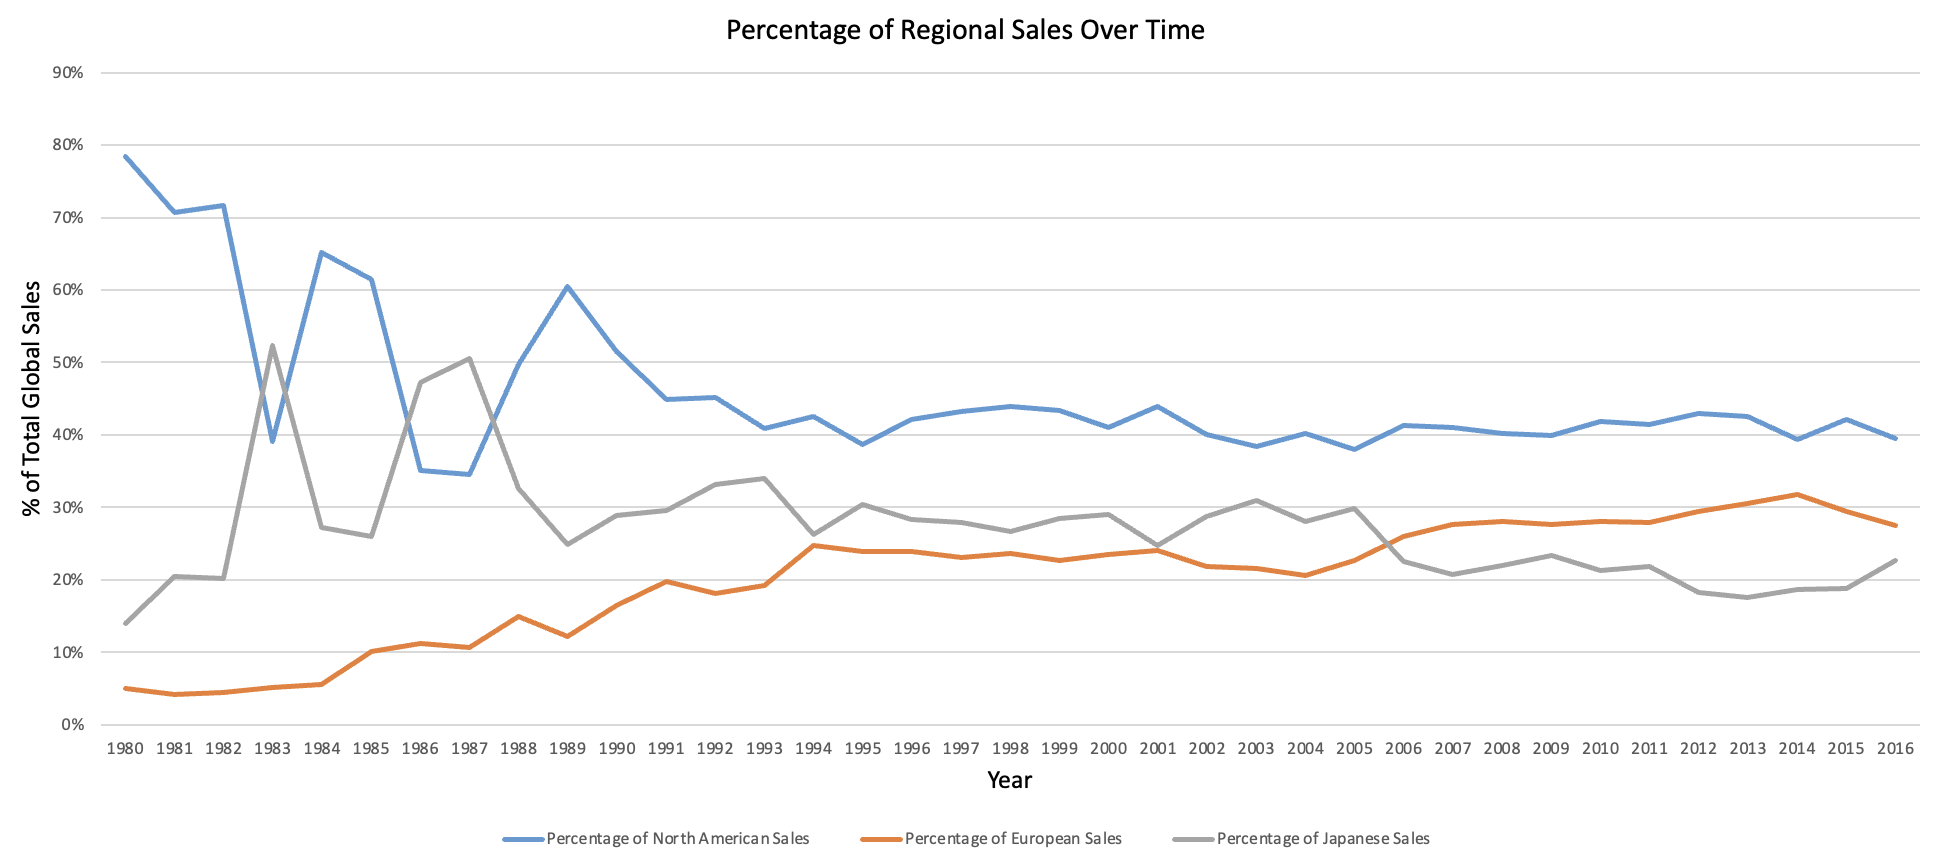 Percentage of Regional Sales Over Time
% of Total Global Sales
90%
80%
70%
60%
50%
40%
30%
20%
10%
0%
1980 1981 1982 1983 1984 1985 1986 1987 1988 1989 1990 1991 1992 1993 1994 1995 1996 1997 1998 1999 2000 2001 2002 2003 2004 2005 2006 2007 2008 2009 2010 2011 2012 2013 2014 2015 2016
Year
Percentage of North American Sales Percentage of European Sales Percentage of Japanese Sales